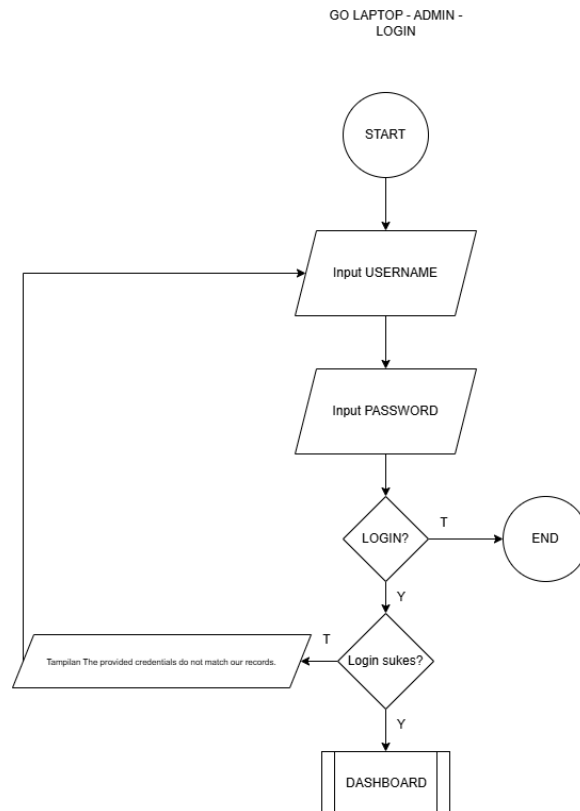 GO LAPTOP - ADMIN -
LOGIN
START
Input USERNAME
Input PASSWORD
LOGIN?
T
END
Y
Login sukes?
T
Tampilan The provided credentials do not match our records.
Y
DASHBOARD